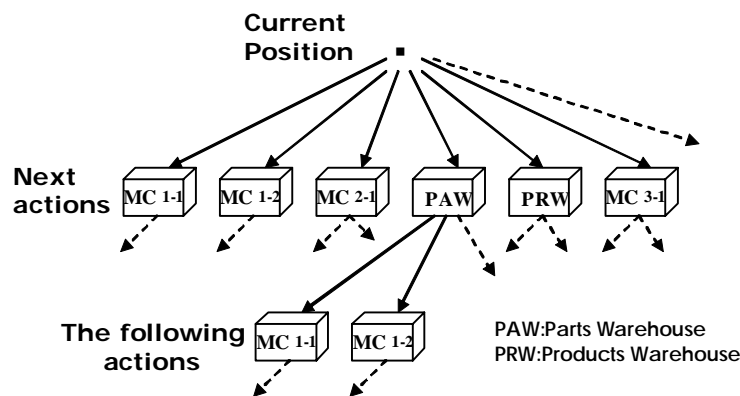 Current
Position
Next
actions
MC 1-1
MC 1-2
MC 2-1
PAW
PRW
MC 3-1
The following
actions
MC 1-1
MC 1-2
PAW:Parts Warehouse
PRW:Products Warehouse